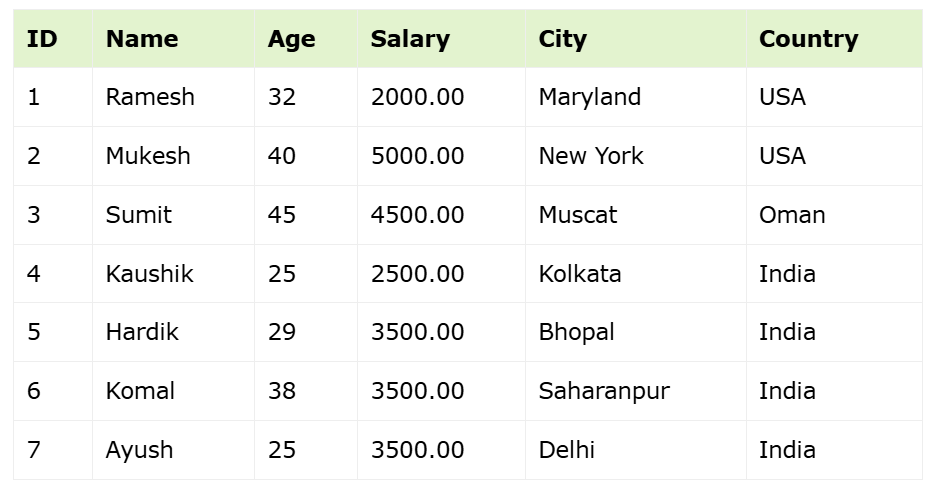 ID Name Age Salary City Country
1 Ramesh 32 2000.00 Maryland USA
2 Mukesh 40 5000.00 New York USA
3 Sumit 45 4500.00 Muscat Oman
4 Kaushik 25 2500.00 Kolkata India
5 Hardik 29 3500.00 Bhopal India
6 Komal 38 3500.00 Saharanpur India
7 Ayush 25 3500.00 Delhi India